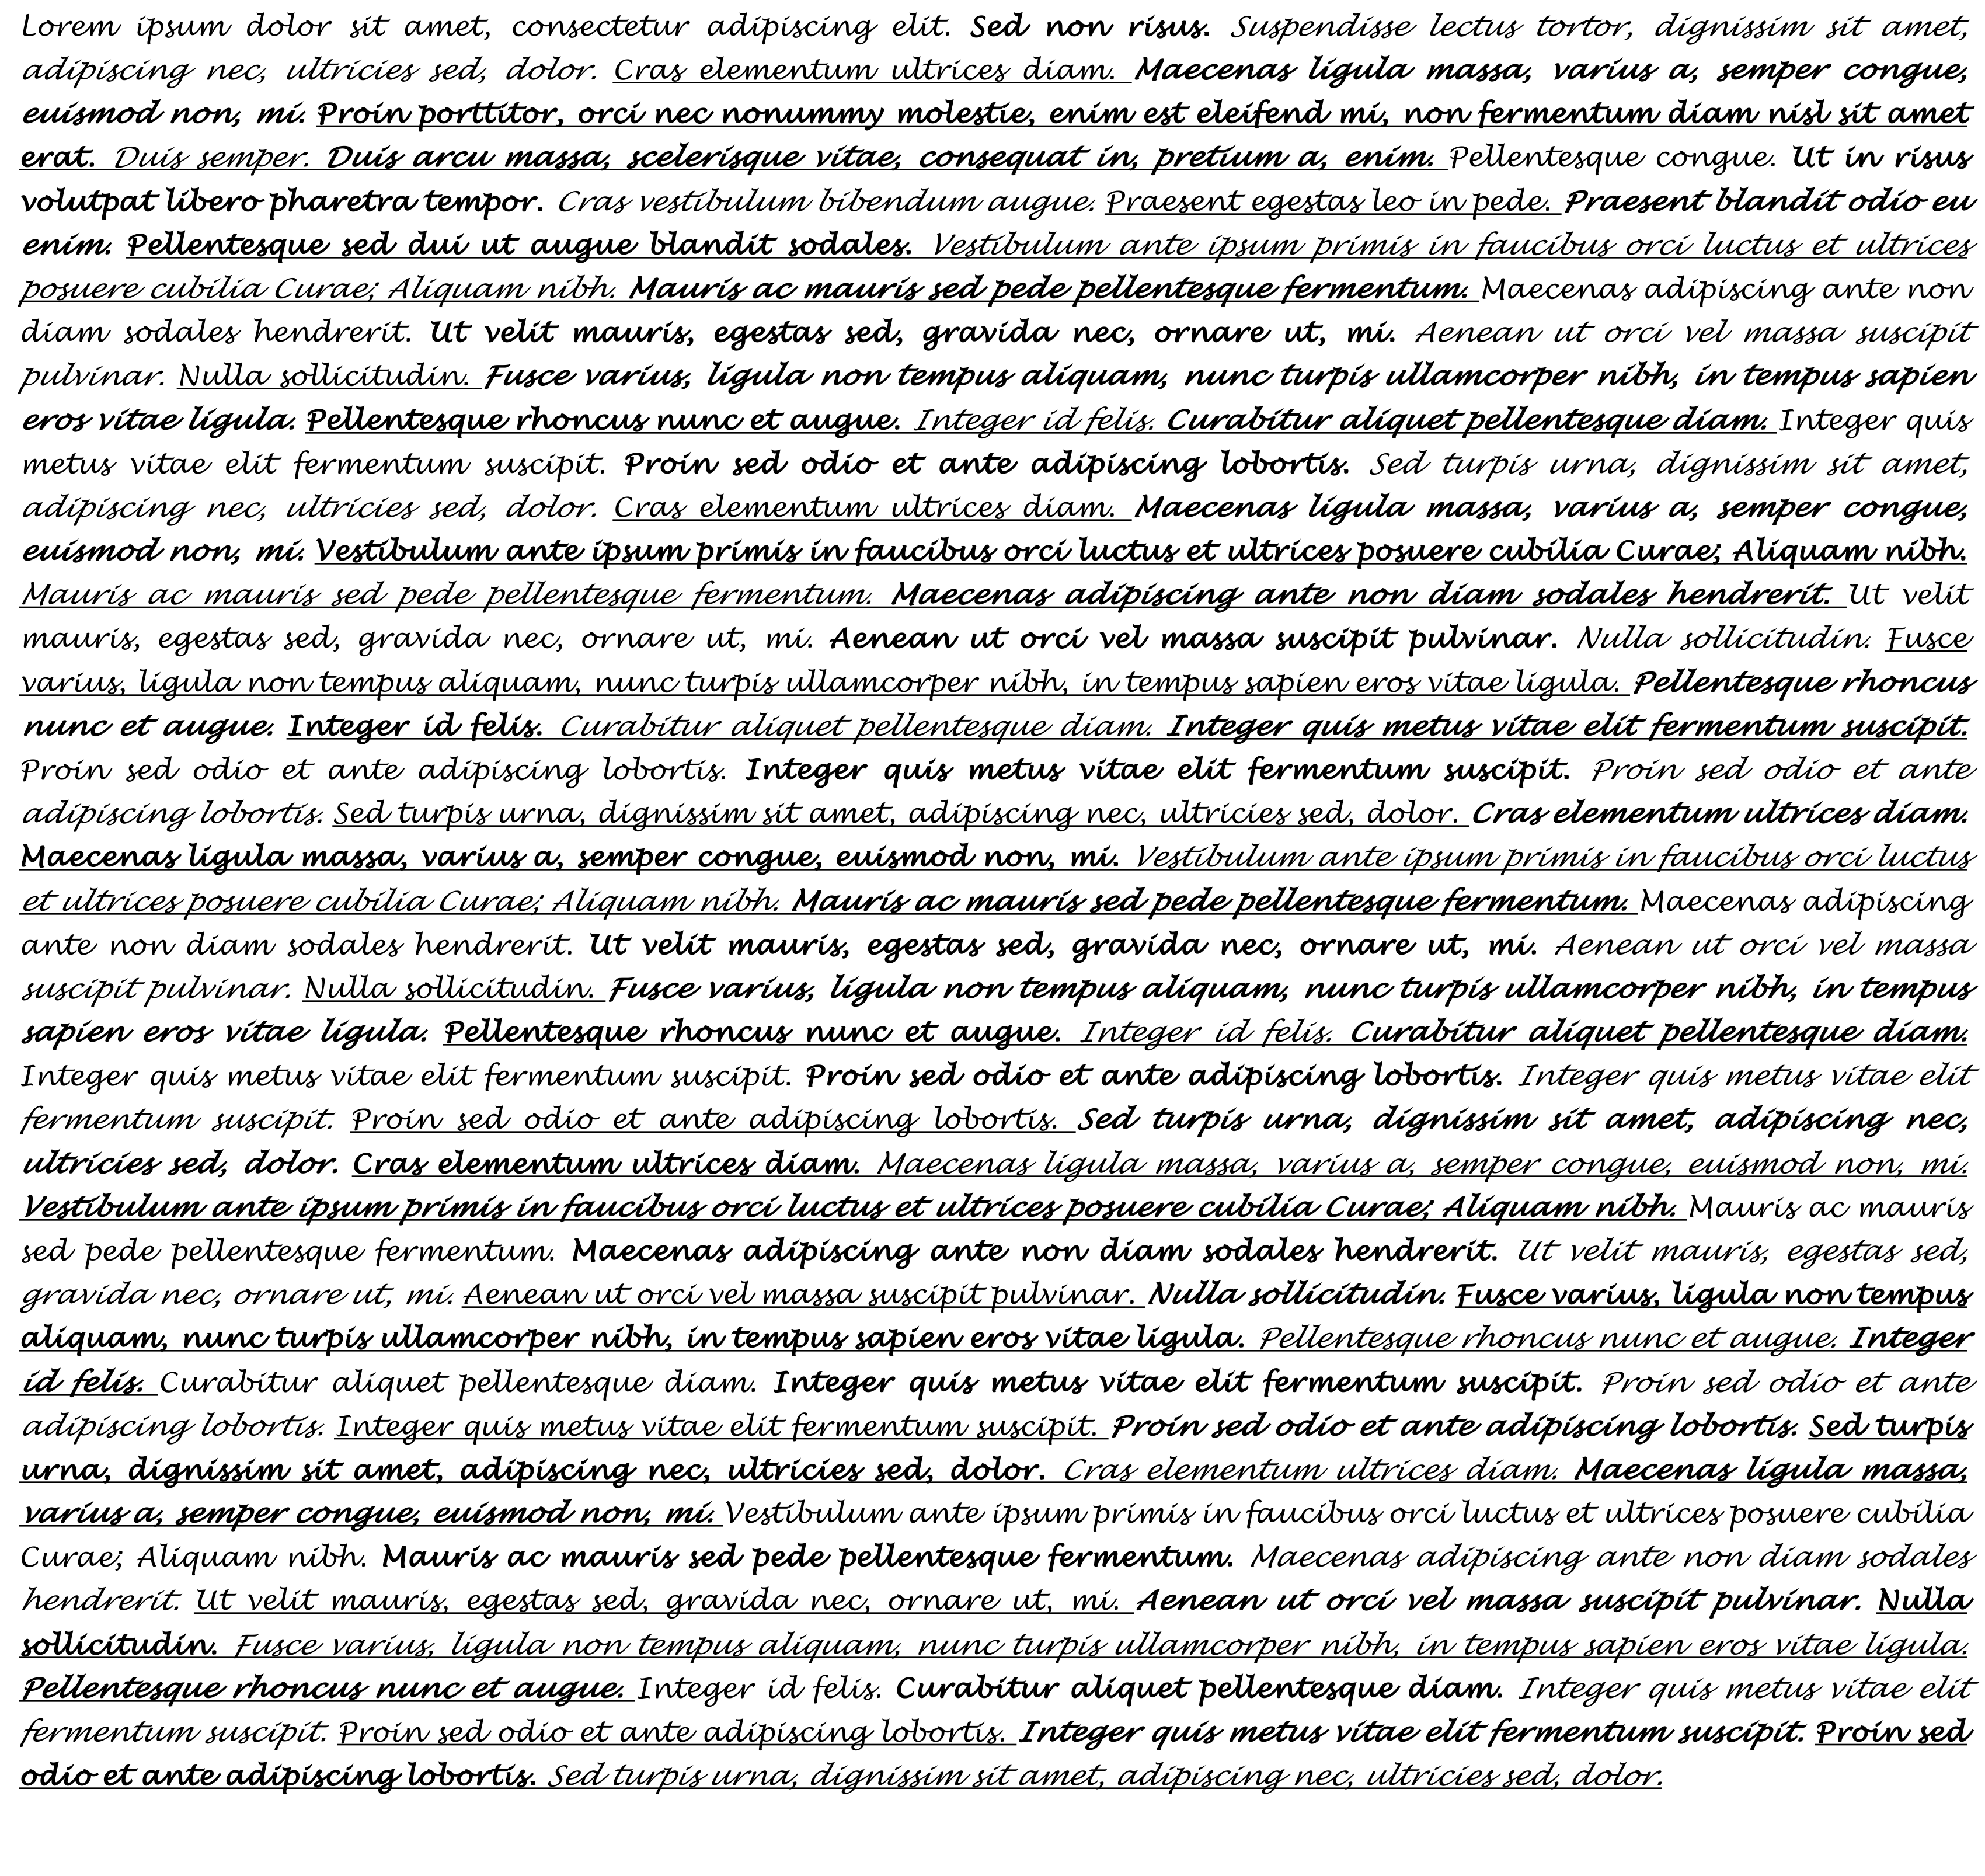 Lorem ipsum dolor sit amet, consectetur adipiscing elit. Sed non risus. Suspendisse lectus tortor, dignissim sit amet,
adipiscing nec, ultricies sed, dolor. Cras elementum ultrices diam. Maecenas ligula massa, varius a, semper congue,
euismod non, mi. Proin porttitor, orci nec nonummy molestie, enim est eleifend mi, non fermentum diam nisl sit amet
erat. Duis semper. Duis arcu massa, scelerisque vitae, consequat in, pretium a, enim. Pellentesque congue. Ut in risus
volutpat libero pharetra tempor. Cras vestibulum bibendum augue. Praesent egestas leo in pede. Praesent blandit odio eu
enim. Pellentesque sed dui ut augue blandit sodales. Vestibulum ante ipsum primis in faucibus orci luctus et ultrices
posuere cubilia Curae; Aliquam nibh. Mauris ac mauris sed pede pellentesque fermentum. Maecenas adipiscing ante non
diam sodales hendrerit. Ut velit mauris, egestas sed, gravida nec, ornare ut, mi. Aenean ut orci vel massa suscipit
pulvinar. Nulla sollicitudin. Fusce varius, ligula non tempus aliquam, nunc turpis ullamcorper nibh, in tempus sapien
eros vitae ligula. Pellentesque rhoncus nunc et augue. Integer id felis. Curabitur aliquet pellentesque diam. Integer quis
metus vitae elit fermentum suscipit. Proin sed odio et ante adipiscing lobortis. Sed turpis urna, dignissim sit amet,
adipiscing nec, ultricies sed, dolor. Cras elementum ultrices diam. Maecenas ligula massa, varius a, semper congue,
euismod non, mi. Vestibulum ante ipsum primis in faucibus orci luctus et ultrices posuere cubilia Curae; Aliquam nibh.
Mauris ac mauris sed pede pellentesque fermentum. Maecenas adipiscing ante non diam sodales hendrerit. Ut velit
mauris, egestas sed, gravida nec, ornare ut, mi. Aenean ut orci vel massa suscipit pulvinar. Nulla sollicitudin. Fusce
varius, ligula non tempus aliquam, nunc turpis ullamcorper nibh, in tempus sapien eros vitae ligula. Pellentesque rhoncus
nunc et augue. Integer id felis. Curabitur aliquet pellentesque diam. Integer quis metus vitae elit fermentum suscipit.
Proin sed odio et ante adipiscing lobortis. Integer quis metus vitae elit fermentum suscipit. Proin sed odio et ante
adipiscing lobortis. Sed turpis urna, dignissim sit amet, adipiscing nec, ultricies sed, dolor. Cras elementum ultrices diam.
Maecenas ligula massa, varius a, semper congue, euismod non, mi. Vestibulum ante ipsum primis in faucibus orci luctus
et ultrices posuere cubilia Curae; Aliquam nibh. Mauris ac mauris sed pede pellentesque fermentum. Maecenas adipiscing
ante non diam sodales hendrerit. Ut velit mauris, egestas sed, gravida nec, ornare ut, mi. Aenean ut orci vel massa
suscipit pulvinar. Nulla sollicitudin. Fusce varius, ligula non tempus aliquam, nunc turpis ullamcorper nibh, in tempus
sapien eros vitae ligula. Pellentesque rhoncus nunc et augue. Integer id felis. Curabitur aliquet pellentesque diam.
Integer quis metus vitae elit fermentum suscipit. Proin sed odio et ante adipiscing lobortis. Integer quis metus vitae elit
fermentum suscipit. Proin sed odio et ante adipiscing lobortis. Sed turpis urna, dignissim sit amet, adipiscing nec,
ultricies sed, dolor. Cras elementum ultrices diam. Maecenas ligula massa, varius a, semper congue, euismod non, mi.
Vestibulum ante ipsum primis in faucibus orci luctus et ultrices posuere cubilia Curae; Aliquam nibh. Mauris ac mauris
sed pede pellentesque fermentum. Maecenas adipiscing ante non diam sodales hendrerit. Ut velit mauris, egestas sed,
gravida nec, ornare ut, mi. Aenean ut orci vel massa suscipit pulvinar. Nulla sollicitudin. Fusce varius, ligula non tempus
aliquam, nunc turpis ullamcorper nibh, in tempus sapien eros vitae ligula. Pellentesque rhoncus nunc et augue. Integer
id felis. Curabitur aliquet pellentesque diam. Integer quis metus vitae elit fermentum suscipit. Proin sed odio et ante
adipiscing lobortis. Integer quis metus vitae elit fermentum suscipit. Proin sed odio et ante adipiscing lobortis. Sed turpis
urna, dignissim sit amet, adipiscing nec, ultricies sed, dolor. Cras elementum ultrices diam. Maecenas ligula massa,
varius a, semper congue, euismod non, mi. Vestibulum ante ipsum primis in faucibus orci luctus et ultrices posuere cubilia
Curae; Aliquam nibh. Mauris ac mauris sed pede pellentesque fermentum. Maecenas adipiscing ante non diam sodales
hendrerit. Ut velit mauris, egestas sed, gravida nec, ornare ut, mi. Aenean ut orci vel massa suscipit pulvinar. Nulla
sollicitudin. Fusce varius, ligula non tempus aliquam, nunc turpis ullamcorper nibh, in tempus sapien eros vitae ligula.
Pellentesque rhoncus nunc et augue. Integer id felis. Curabitur aliquet pellentesque diam. Integer quis metus vitae elit
fermentum suscipit. Proin sed odio et ante adipiscing lobortis. Integer quis metus vitae elit fermentum suscipit. Proin sed
odio et ante adipiscing lobortis. Sed turpis urna, dignissim sit amet, adipiscing nec, ultricies sed, dolor.